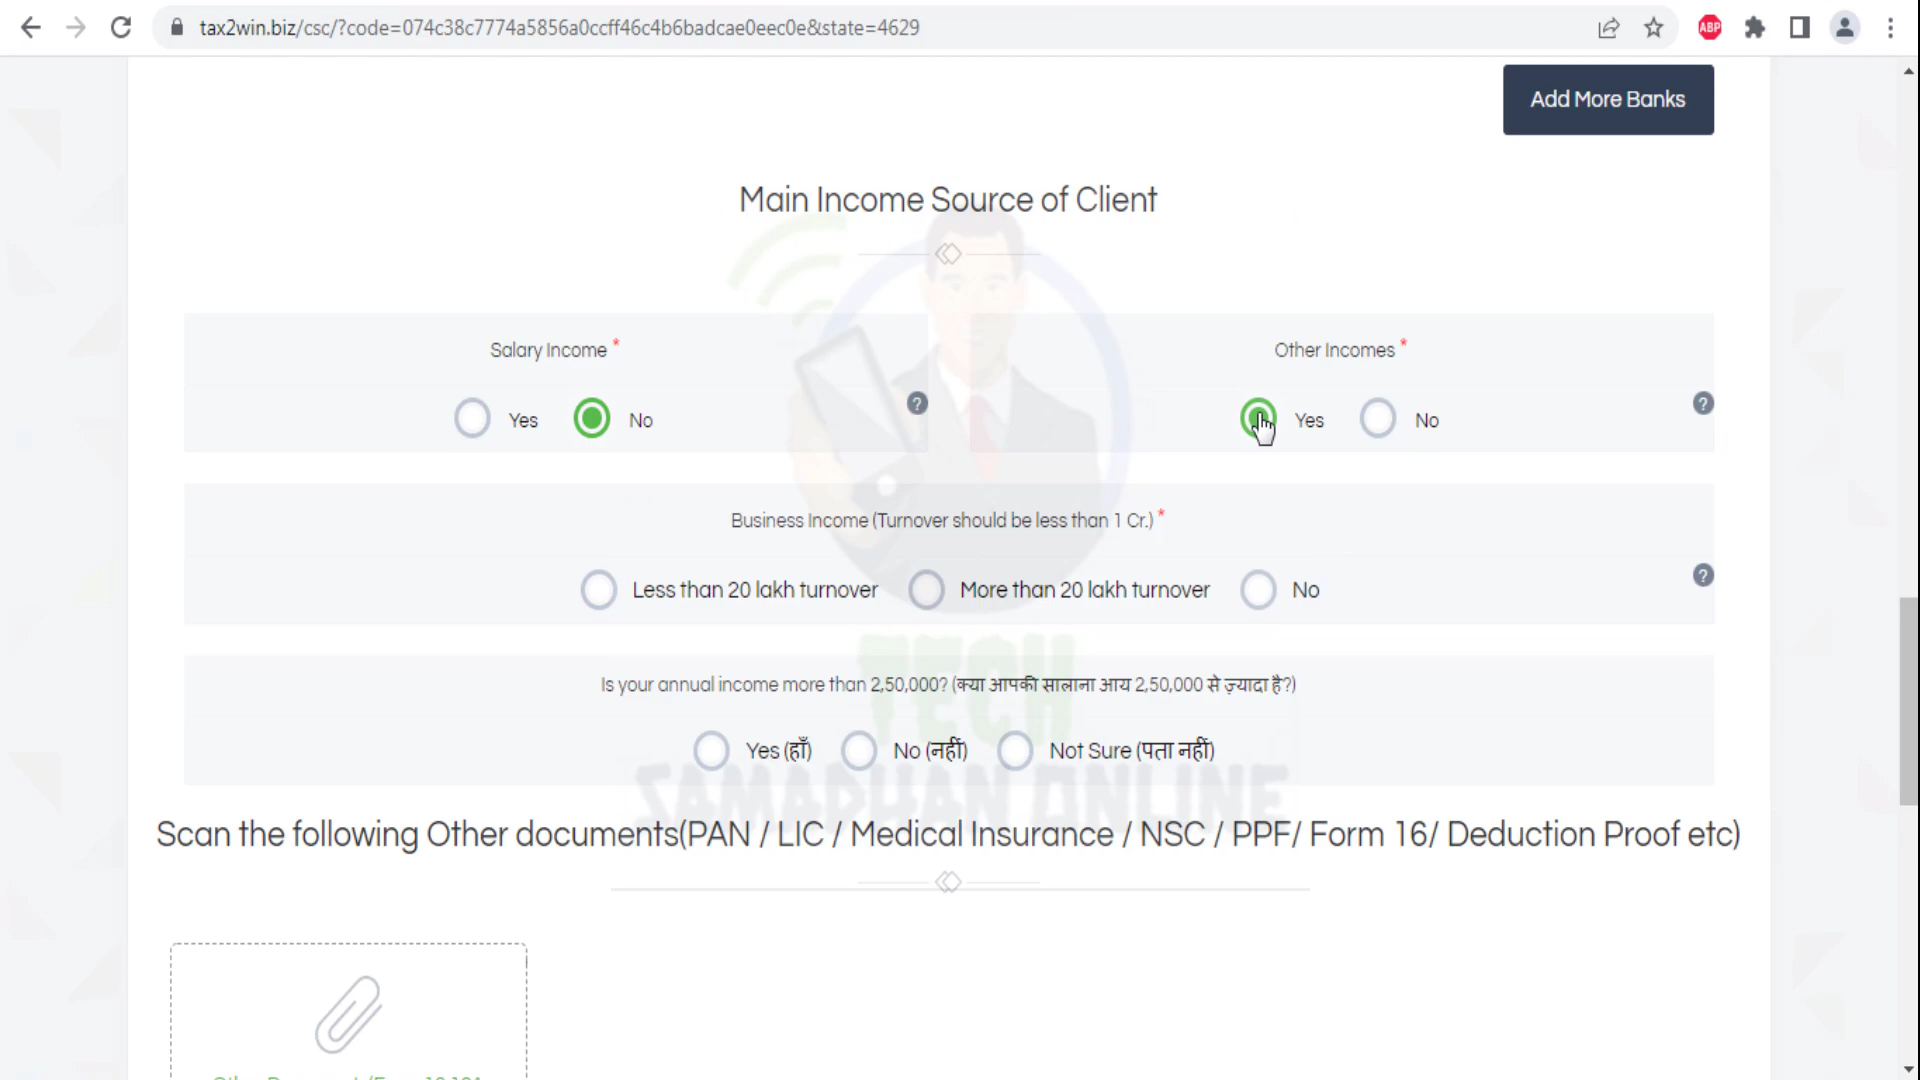 tax2win.biz/csc/?code=074c38c7774a5856a0ccff46c4b6badcae0eec0e&state=4629
ABP
Add More Banks
Main Income Source of Client
Salary Income *
Other Incomes *
Yes
No
?
Yes
No
?
Business Income (Turnover should be less than 1 Cr.) *
Less than 20 lakh turnover
More than 20 lakh turnover
No
?
TECH
Is your annual income more than 2,50,000? (क्या आपकी सालाना आय 2,50,000 से ज़्यादा है?)
Yes (हाँ)
No (नहीं)
Not Sure (पता नहीं)
SAMADHAN ONLINE
Scan the following Other documents(PAN / LIC / Medical Insurance / NSC / PPF/ Form 16/ Deduction Proof etc)